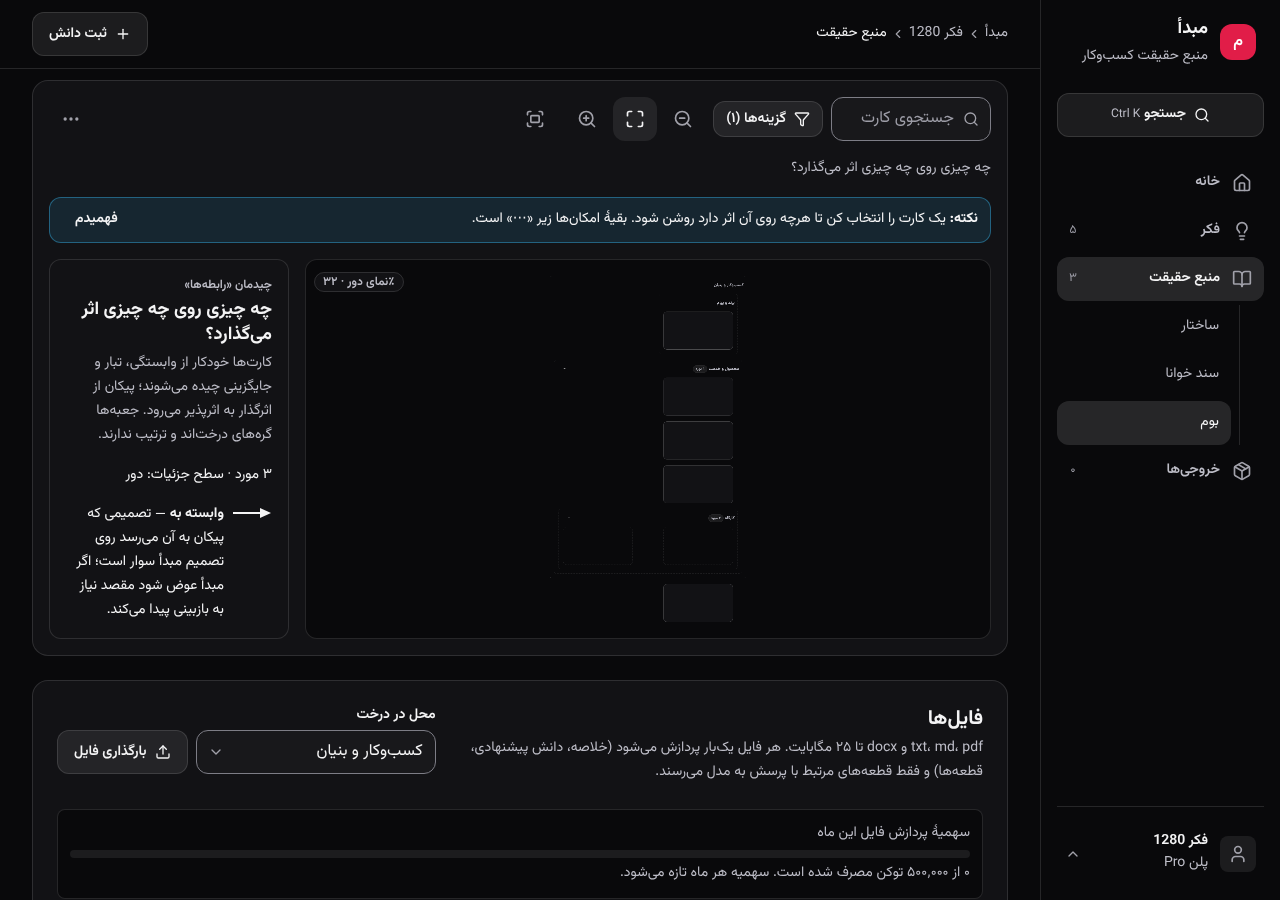 م
مبدأ
منبع حقیقت کسب‌وکار
جستجو Ctrl K
خانه
فکر ۵
منبع حقیقت ۳
ساختار
سند خوانا
بوم
خروجی‌ها ۰
فکر 1280
پلن Pro
مبدأ › فکر 1280 › منبع حقیقت
ثبت دانش
جستجوی کارت
گزینه‌ها (۱)
چه چیزی روی چه چیزی اثر می‌گذارد؟
نکته: یک کارت را انتخاب کن تا هرچه روی آن اثر دارد روشن شود. بقیهٔ امکان‌ها زیر «⋯» است.
فهمیدم
نمای دور · ۳۲٪
چیدمان «رابطه‌ها»
چه چیزی روی چه چیزی اثر
می‌گذارد؟
کارت‌ها خودکار از وابستگی، تبار و
جایگزینی چیده می‌شوند؛ پیکان از
اثرگذار به اثرپذیر می‌رود. جعبه‌ها
گره‌های درخت‌اند و ترتیب ندارند.
۳ مورد · سطح جزئیات: دور
وابسته به — تصمیمی که
پیکان به آن می‌رسد روی
تصمیم مبدأ سوار است؛ اگر
مبدأ عوض شود مقصد نیاز
به بازبینی پیدا می‌کند.
فایل‌ها
txt، md، pdf و docx تا ۲۵ مگابایت. هر فایل یک‌بار پردازش می‌شود (خلاصه، دانش پیشنهادی،
قطعه‌ها) و فقط قطعه‌های مرتبط با پرسش به مدل می‌رسند.
محل در درخت
کسب‌وکار و بنیان
بارگذاری فایل
سهمیهٔ پردازش فایل این ماه
۰ از ۵۰۰٬۰۰۰ توکن مصرف شده است. سهمیه هر ماه تازه می‌شود.